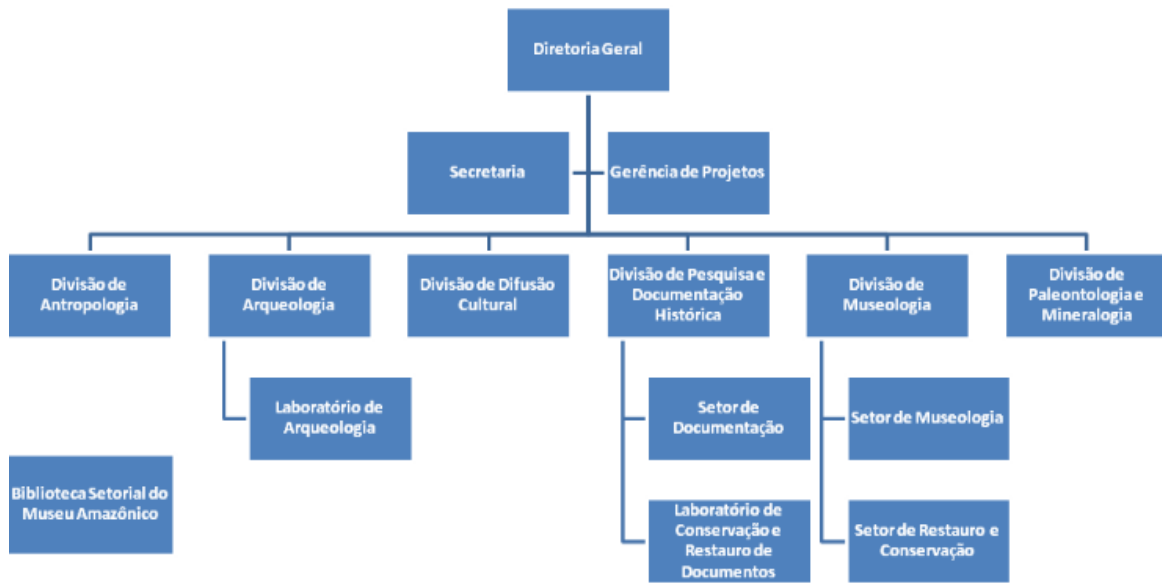 Diretoria Geral
Secretaria
Gerência de Projetos
Divisão de
Antropologia
Divisão de
Arqueologia
Divisão de Difusão
Cultural
Divisão de Pesquisa e
Documentação
Histórica
Divisão de
Museologia
Divisão de
Paleontologia e
Mineralogia
Laboratório de
Arqueologia
Setor de
Documentação
Setor de Museologia
Biblioteca Setorial do
Museu Amazônico
Laboratório de
Conservação e
Restauro de
Documentos
Setor de Restauro e
Conservação